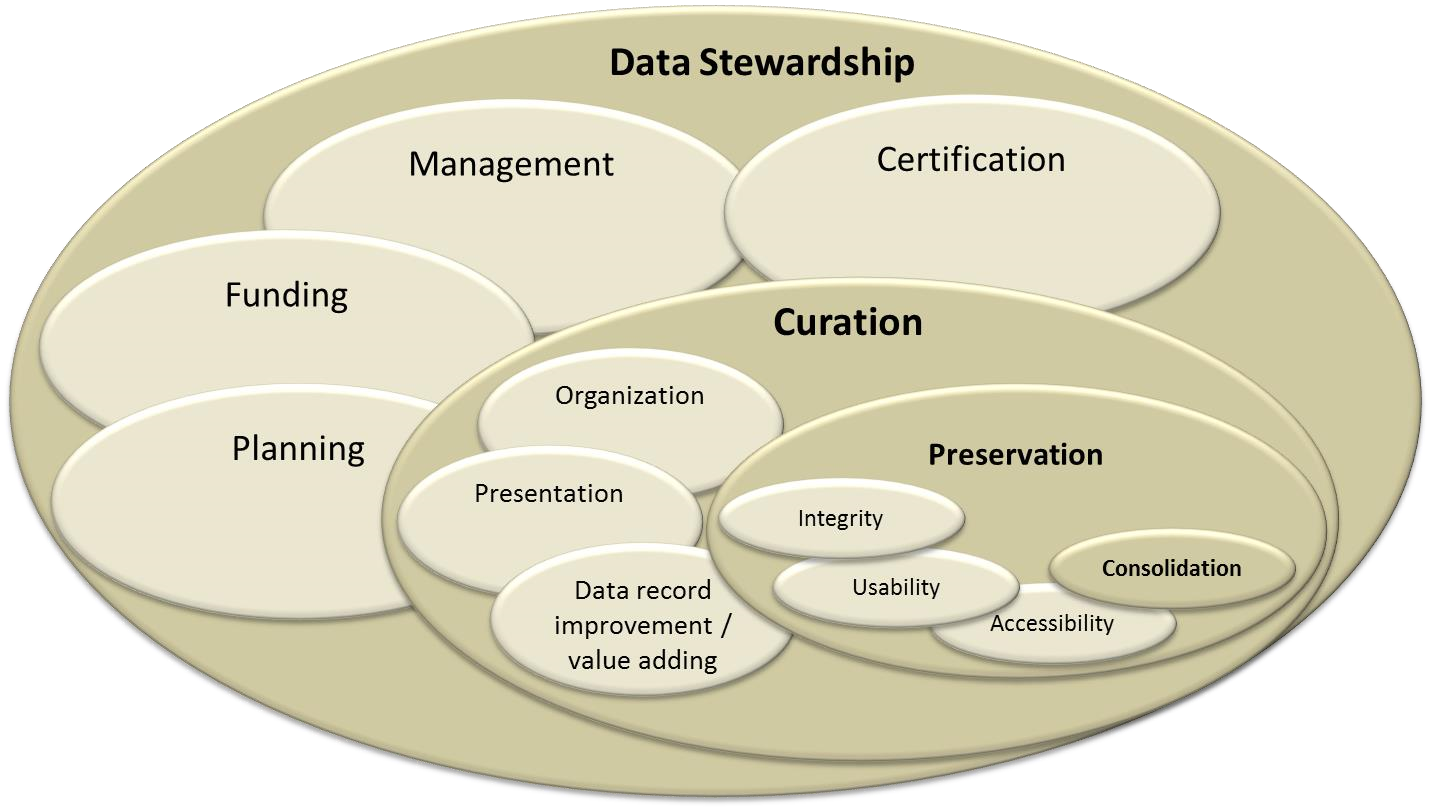 Data Stewardship
Management
Certification
Funding
Curation
Organization
Planning
Preservation
Presentation
Integrity
Consolidation
Usability
Data record
improvement /
value adding
Accessibility